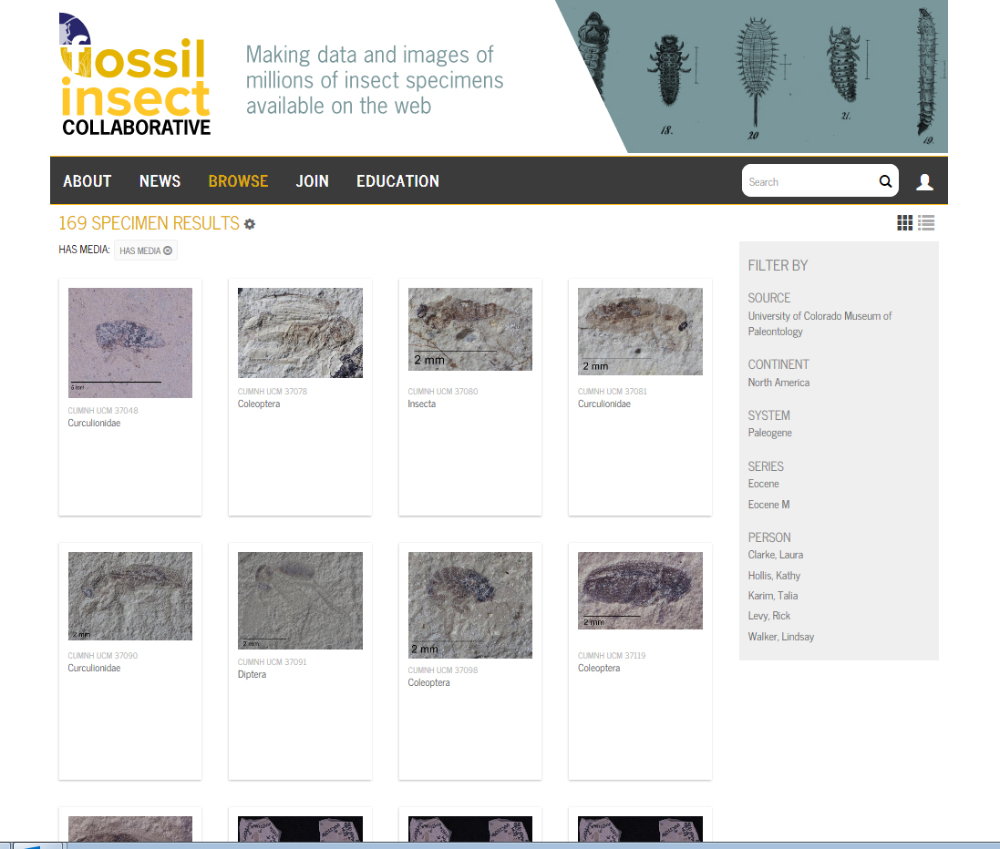 fossil
insect
COLLABORATIVE
Making data and images of
millions of insect specimens
available on the web
18.
20
21.
19.
ABOUT NEWS BROWSE JOIN EDUCATION Search
169 SPECIMEN RESULTS
HAS MEDIA: HAS MEDIA
5 mm
CUMNH UCM 37048
Curculionidae
CUMNH UCM 37078
Coleoptera
2 mm
CUMNH UCM 37080
Insecta
2 mm
CUMNH UCM 37081
Curculionidae
2 mm
CUMNH UCM 37090
Curculionidae
2 mm
CUMNH UCM 37091
Diptera
2 mm
CUMNH UCM 37098
Coleoptera
2 mm
CUMNH UCM 37119
Coleoptera
FILTER BY
SOURCE
University of Colorado Museum of
Paleontology
CONTINENT
North America
SYSTEM
Paleogene
SERIES
Eocene
Eocene M
PERSON
Clarke, Laura
Hollis, Kathy
Karim, Talia
Levy, Rick
Walker, Lindsay